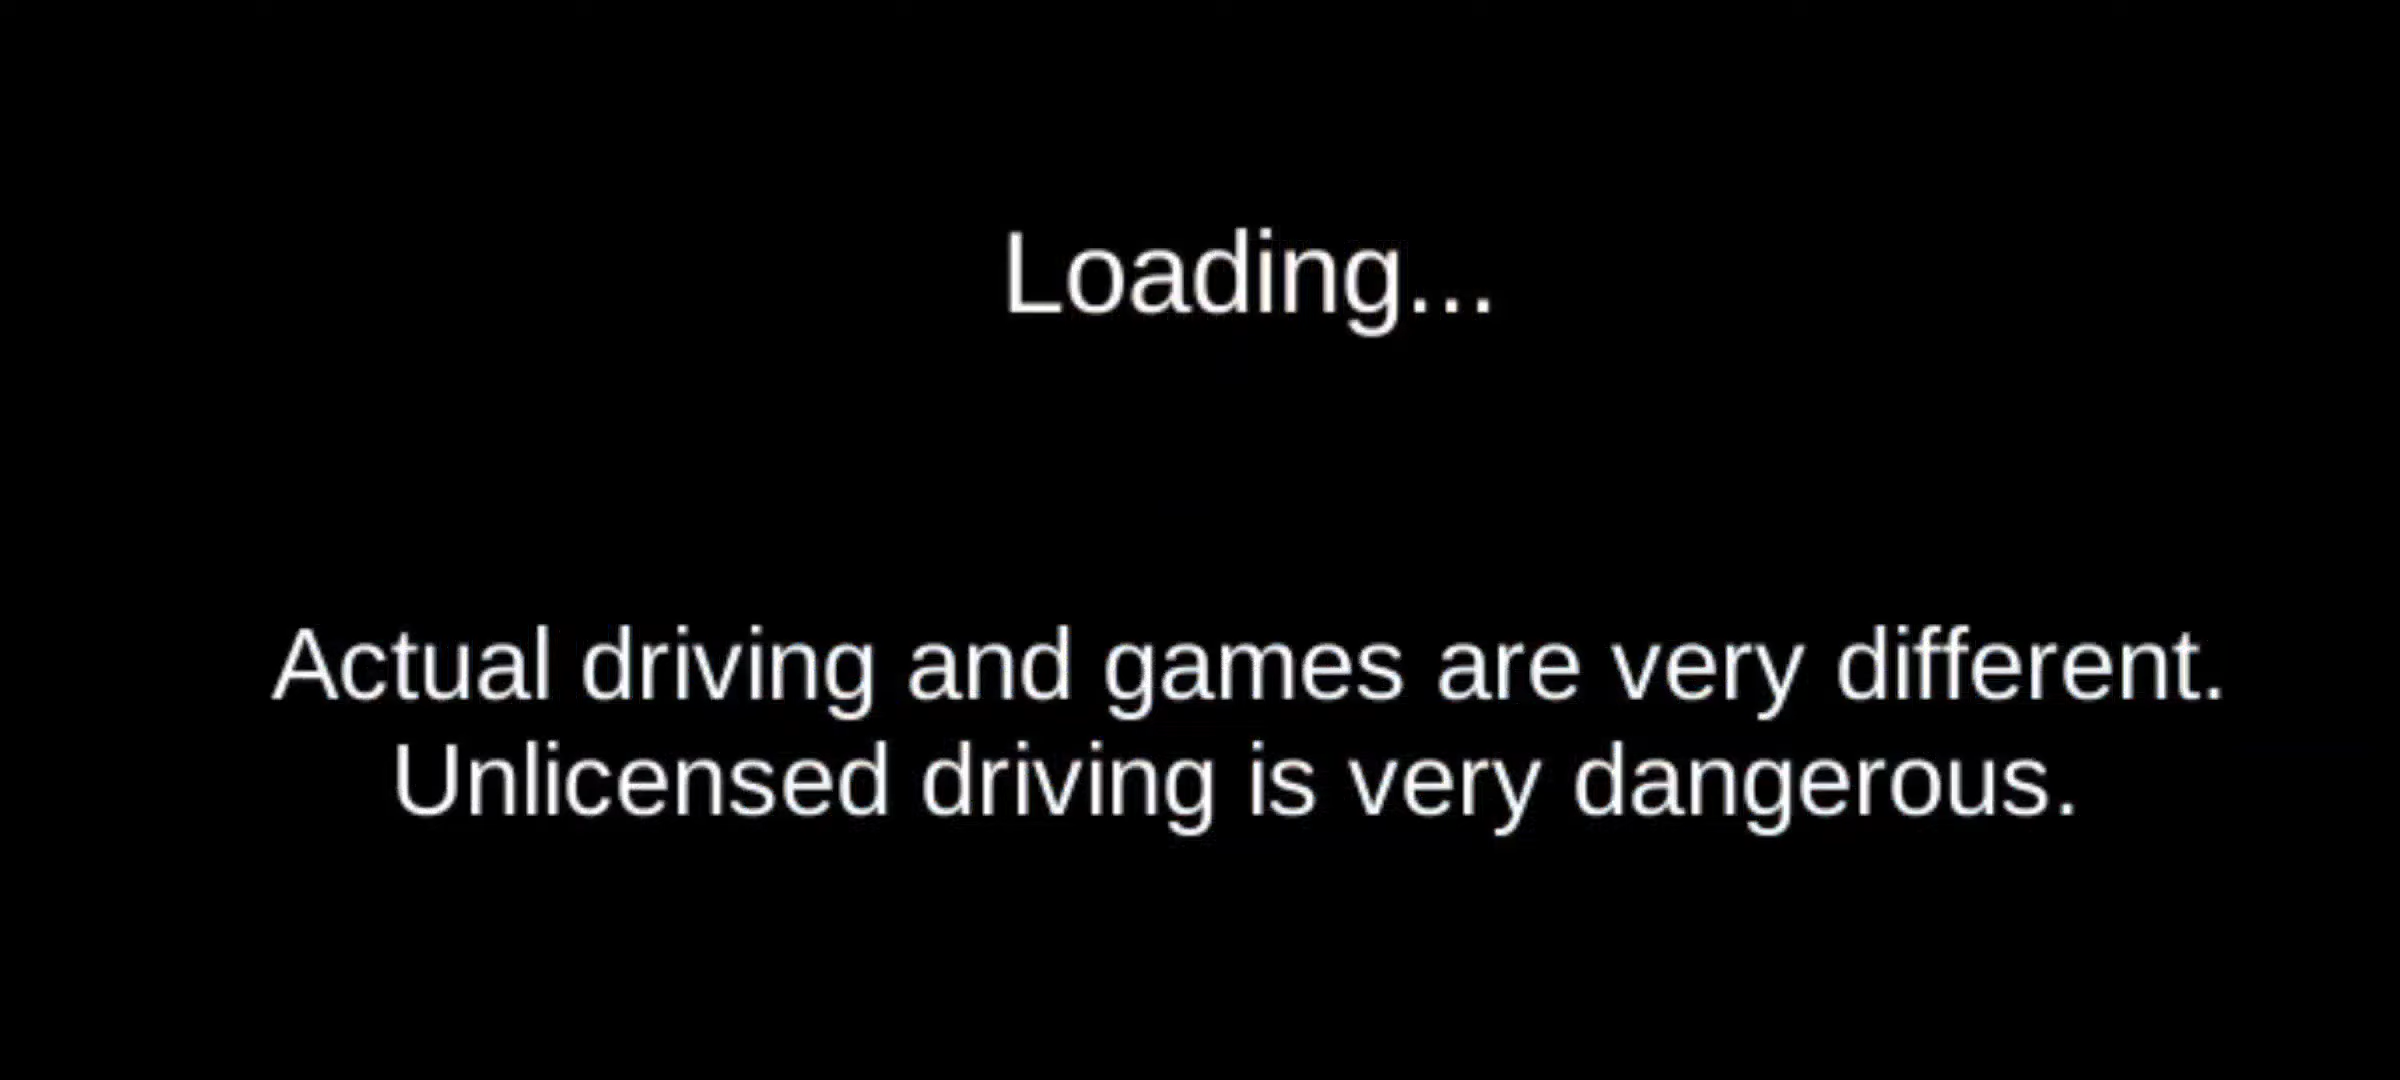 Loading...
Actual driving and games are very different.
Unlicensed driving is very dangerous.